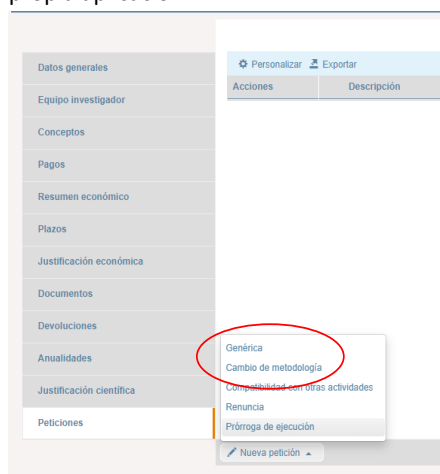 Datos generales
Equipo investigador
Conceptos
Pagos
Resumen económico
Plazos
Justificación económica
Documentos
Devoluciones
Anualidades
Justificación científica
Peticiones
Personalizar Exportar
Acciones Descripción
Genérica
Cambio de metodología
Compatibilidad con otras actividades
Renuncia
Prórroga de ejecución
Nueva petición